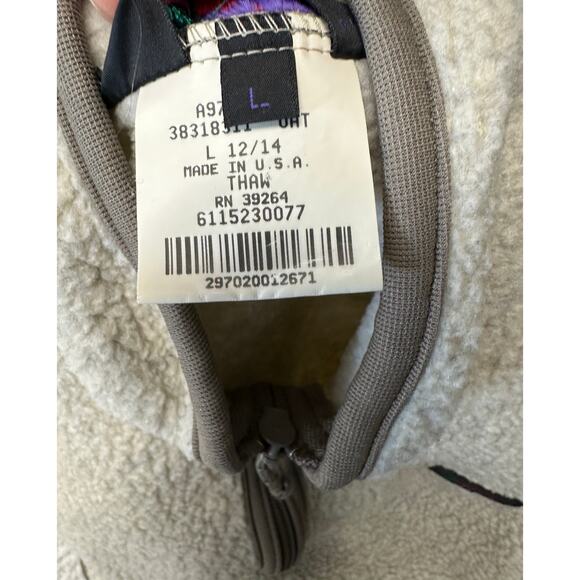 L
A97
38318311 OAT
L 12/14
MADE IN U.S.A.
THAW
RN 39264
6115230077
297020012671